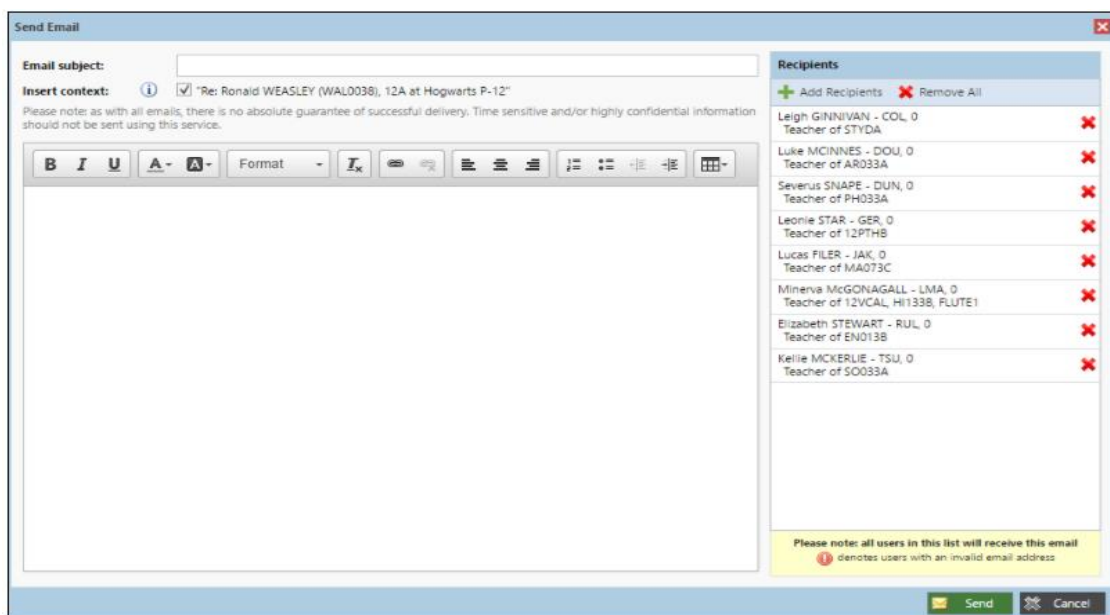 Send Email
Email subject:
Insert context: "Re: Ronald WEASLEY (WAL0038), 12A at Hogwarts P-12"
Please note: as with all emails, there is no absolute guarantee of successful delivery. Time sensitive and/or highly confidential information
should not be sent using this service.
B I U A A Format Tx
Recipients
Add Recipients Remove All
Leigh GINNIVAN - COL, 0
Teacher of STYDA
Luke MCINNES - DOU, 0
Teacher of AR033A
Severus SNAPE - DUN, 0
Teacher of PH033A
Leonie STAR - GER, 0
Teacher of 12PTHB
Lucas FILER - JAK, 0
Teacher of MA073C
Minerva McGONAGALL - LMA, 0
Teacher of 12VCAL, HI133B, FLUTE1
Elizabeth STEWART - RUL, 0
Teacher of EN013B
Kellie MCKERLIE - TSU, 0
Teacher of SO033A
Please note: all users in this list will receive this email
denotes users with an invalid email address
Send Cancel